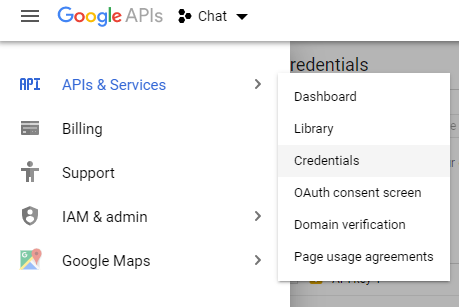 Google APIs Chat
redentials
API APIs & Services
Dashboard
Billing
Library
Support
Credentials
IAM & admin
OAuth consent screen
Domain verification
Google Maps
Page usage agreements